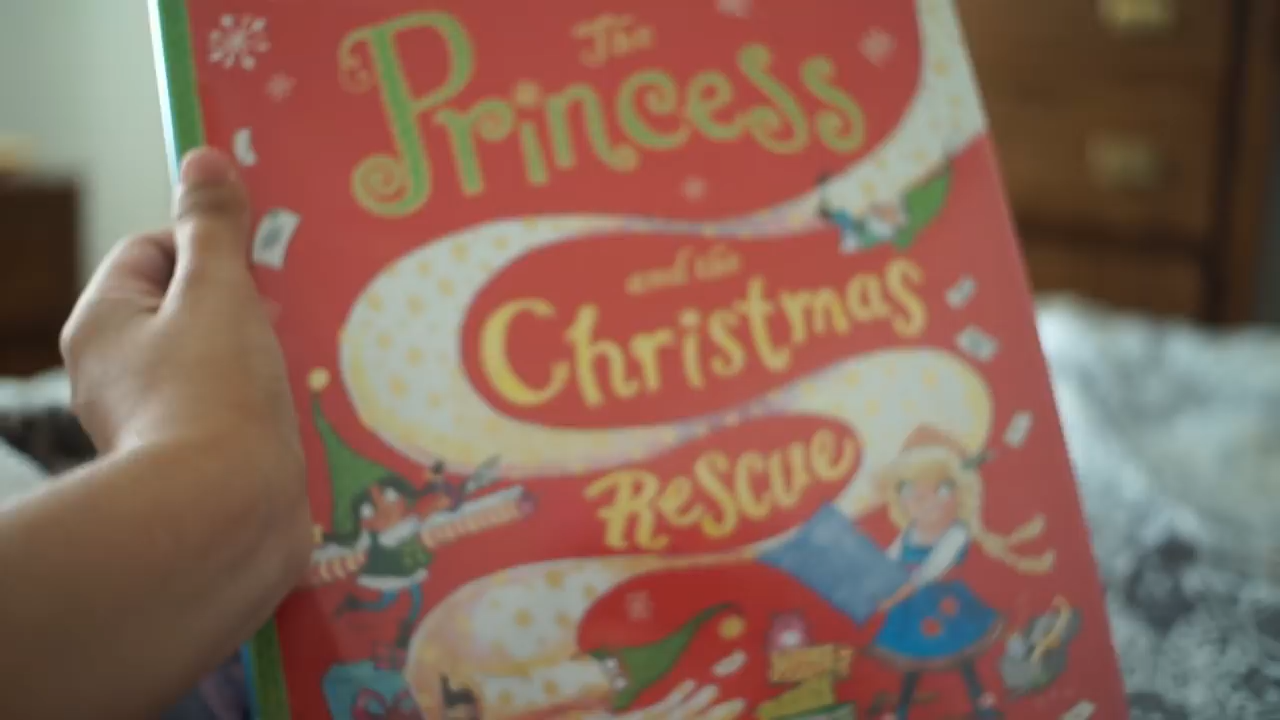 The
Princess
and the
Christmas
Rescue